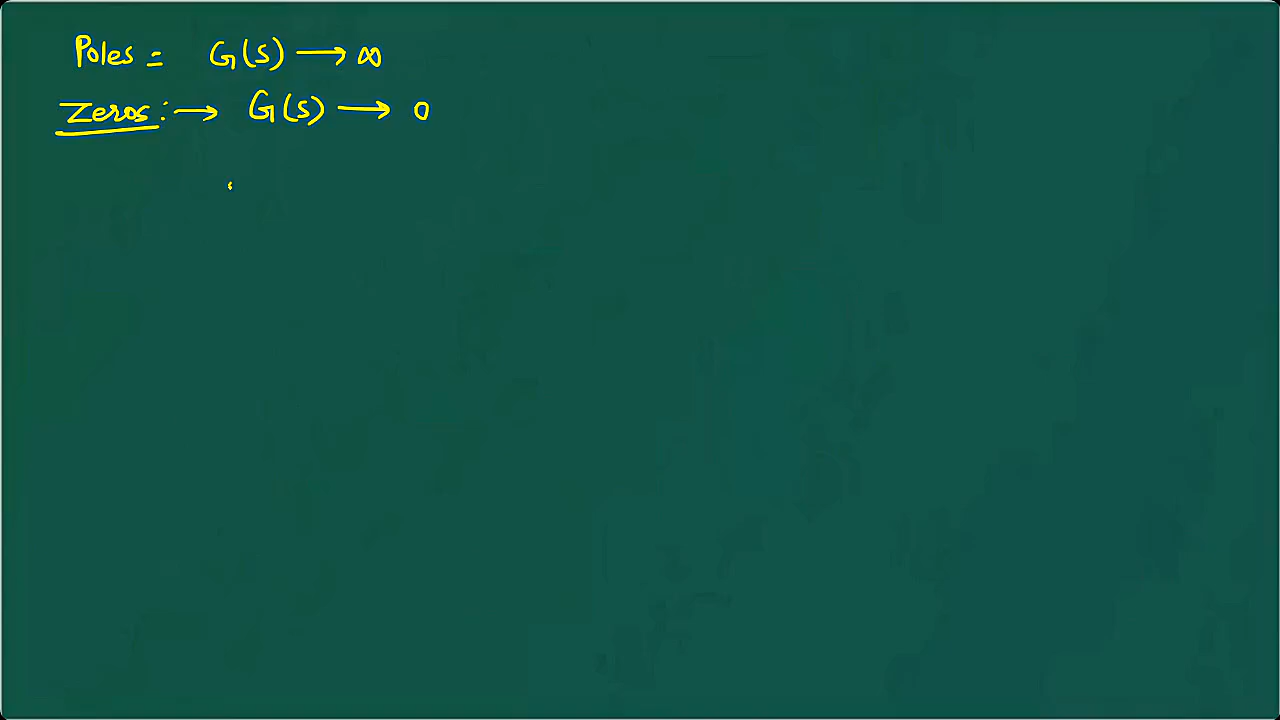 Poles = G(s) ⟶ ∞
Zeros :⟶ G(s) ⟶ 0